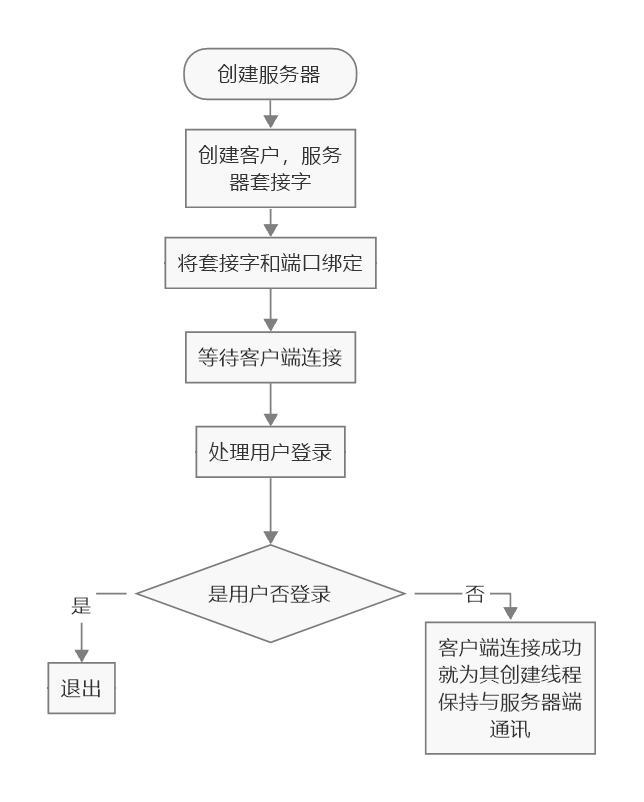 创建服务器
创建客户，服务
器套接字
将套接字和端口绑定
等待客户端连接
处理用户登录
是用户否登录
是
否
退出
客户端连接成功
就为其创建线程
保持与服务器端
通讯